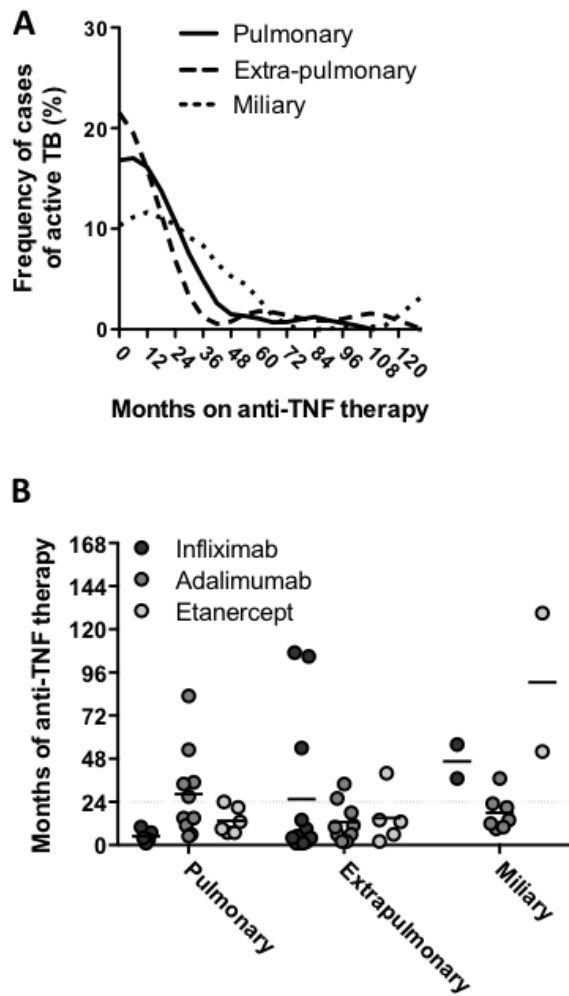 A
30
20
10
0
Frequency of cases
of active TB (%)
Pulmonary
Extra-pulmonary
Miliary
0 12 24 36 48 60 72 84 96 108 120
Months on anti-TNF therapy
B
Months of anti-TNF therapy
168
144
120
96
72
48
24
0
Infliximab
Adalimumab
Etanercept
Pulmonary
Extrapulmonary
Miliary